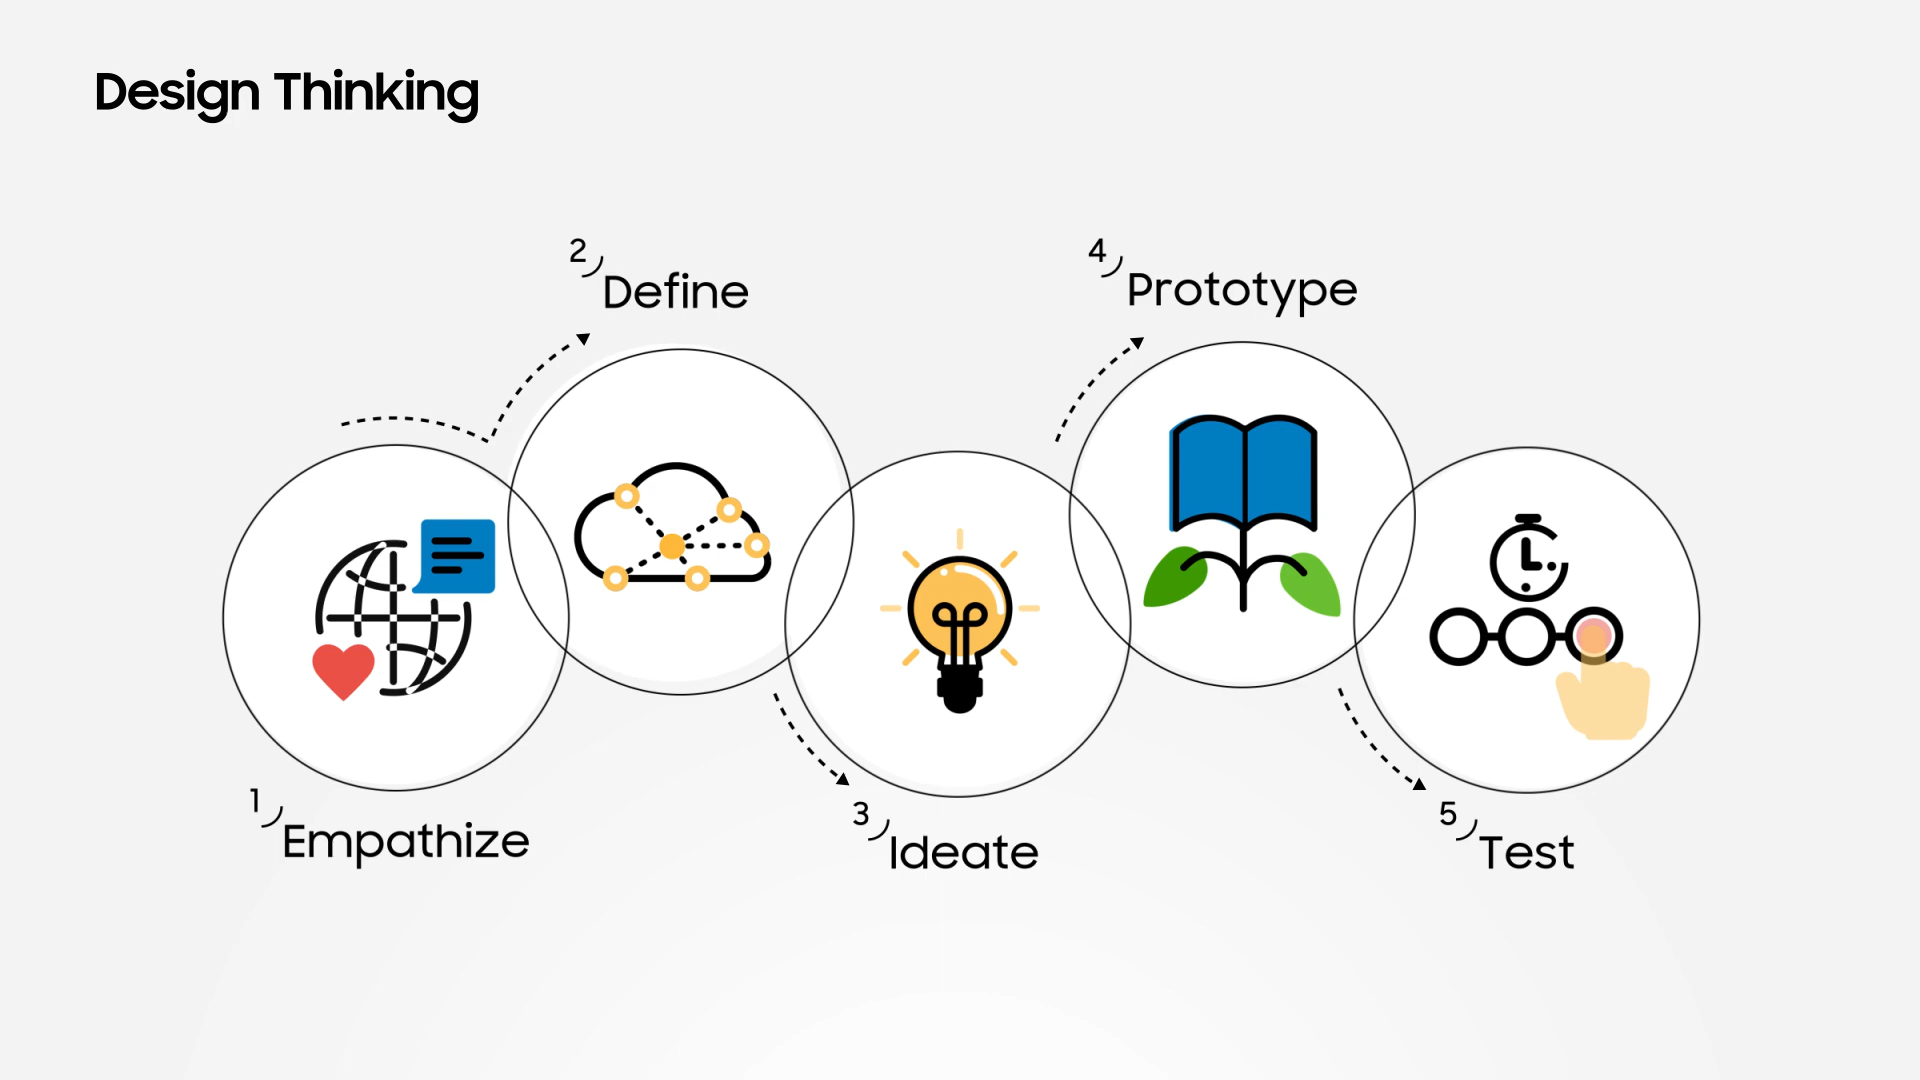 Design Thinking
1
Empathize
2
Define
3
Ideate
4
Prototype
5
Test